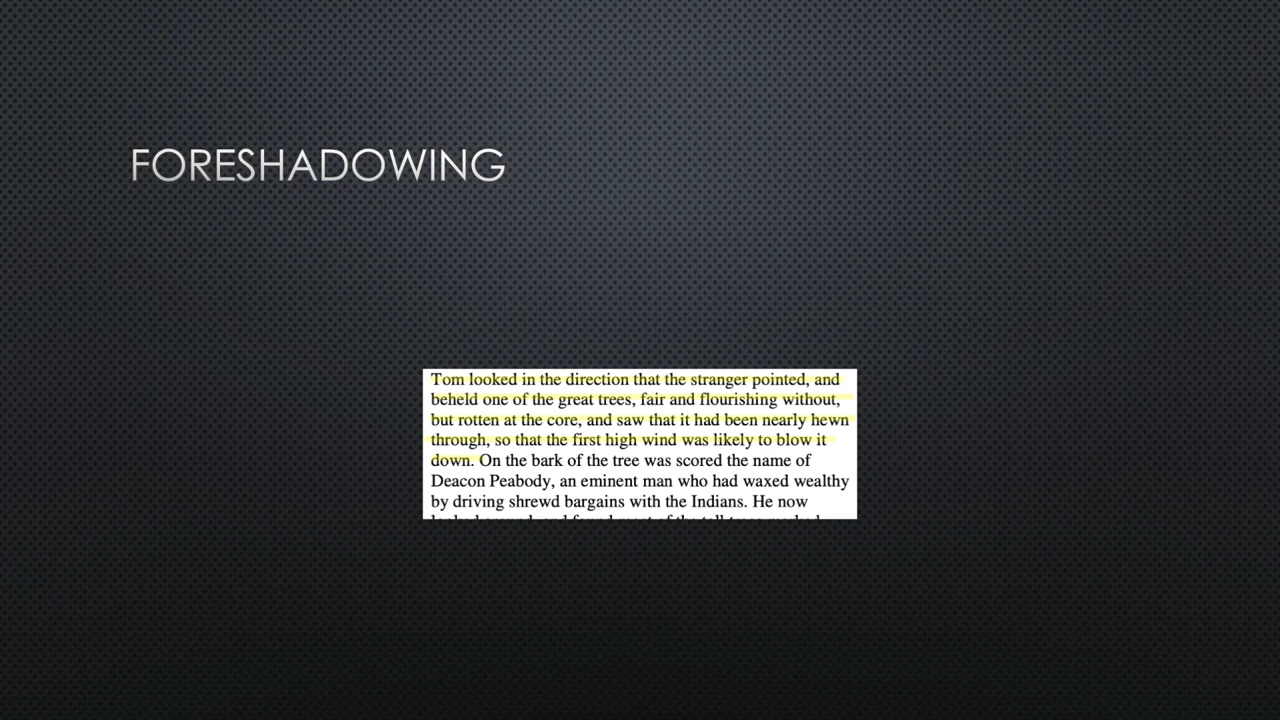 FORESHADOWING
Tom looked in the direction that the stranger pointed, and
beheld one of the great trees, fair and flourishing without,
but rotten at the core, and saw that it had been nearly hewn
through, so that the first high wind was likely to blow it
down. On the bark of the tree was scored the name of
Deacon Peabody, an eminent man who had waxed wealthy
by driving shrewd bargains with the Indians. He now